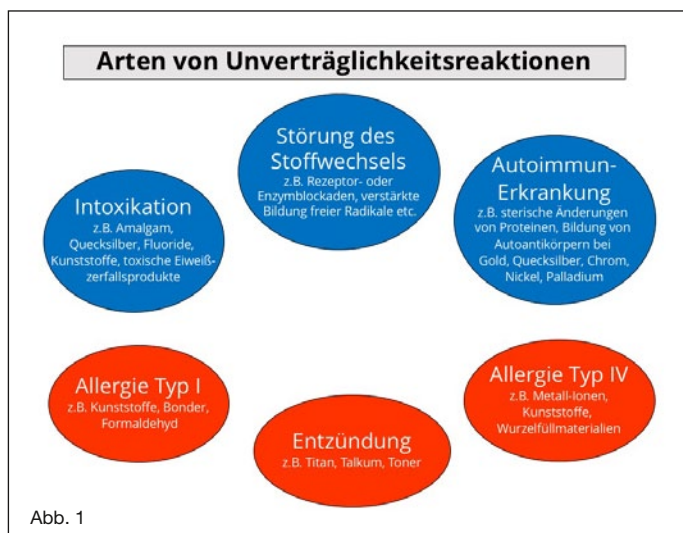 Arten von Unverträglichkeitsreaktionen
Störung des
Stoffwechsels
z.B. Rezeptor- oder
Enzymblockaden, verstärkte
Bildung freier Radikale etc.
Autoimmun-
Erkrankung
z.B. sterische Änderungen
von Proteinen, Bildung von
Autoantikörpern bei
Gold, Quecksilber, Chrom,
Nickel, Palladium
Intoxikation
z.B. Amalgam,
Quecksilber, Fluoride,
Kunststoffe, toxische Eiweiß-
zerfallsprodukte
Allergie Typ I
z.B. Kunststoffe, Bonder,
Formaldehyd
Entzündung
z.B. Titan, Talkum, Toner
Allergie Typ IV
z.B. Metall-Ionen,
Kunststoffe,
Wurzelfüllmaterialien
Abb. 1